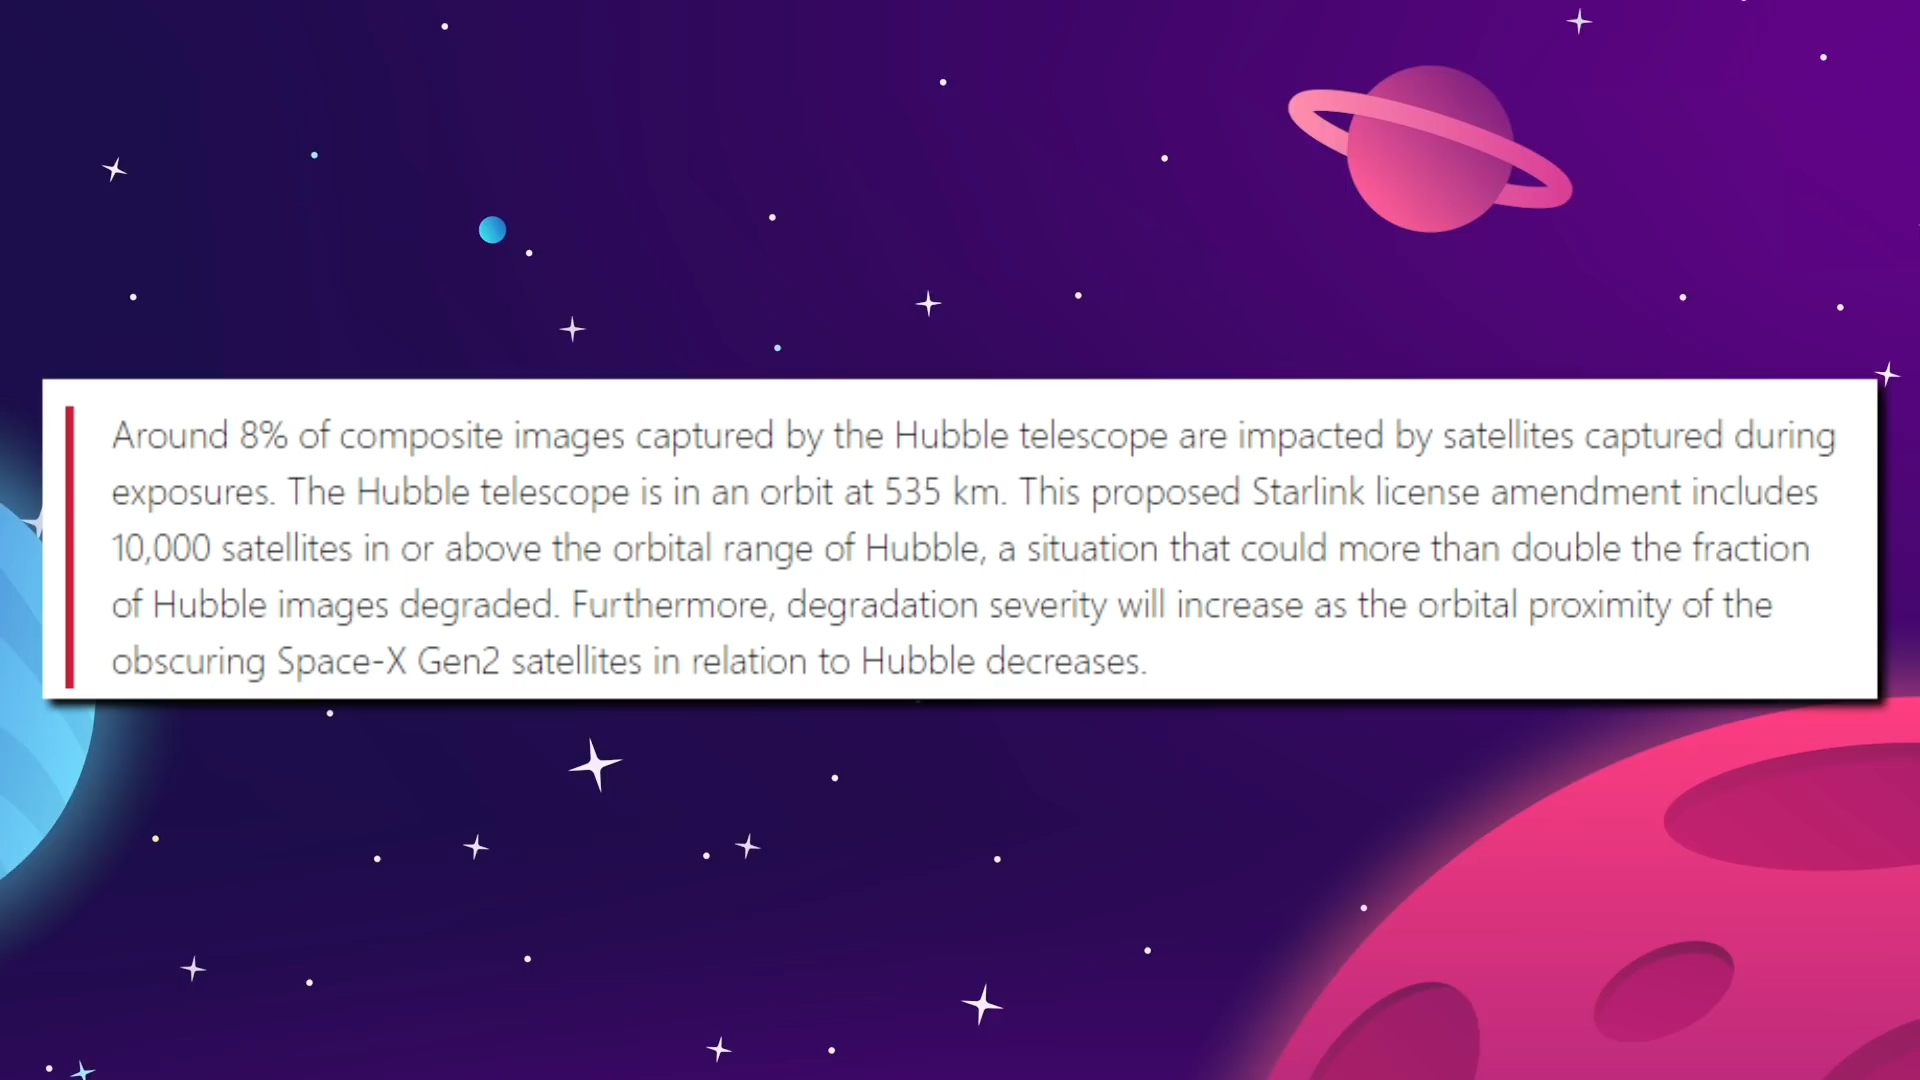 Around 8% of composite images captured by the Hubble telescope are impacted by satellites captured during
exposures. The Hubble telescope is in an orbit at 535 km. This proposed Starlink license amendment includes
10,000 satellites in or above the orbital range of Hubble, a situation that could more than double the fraction
of Hubble images degraded. Furthermore, degradation severity will increase as the orbital proximity of the
obscuring Space-X Gen2 satellites in relation to Hubble decreases.